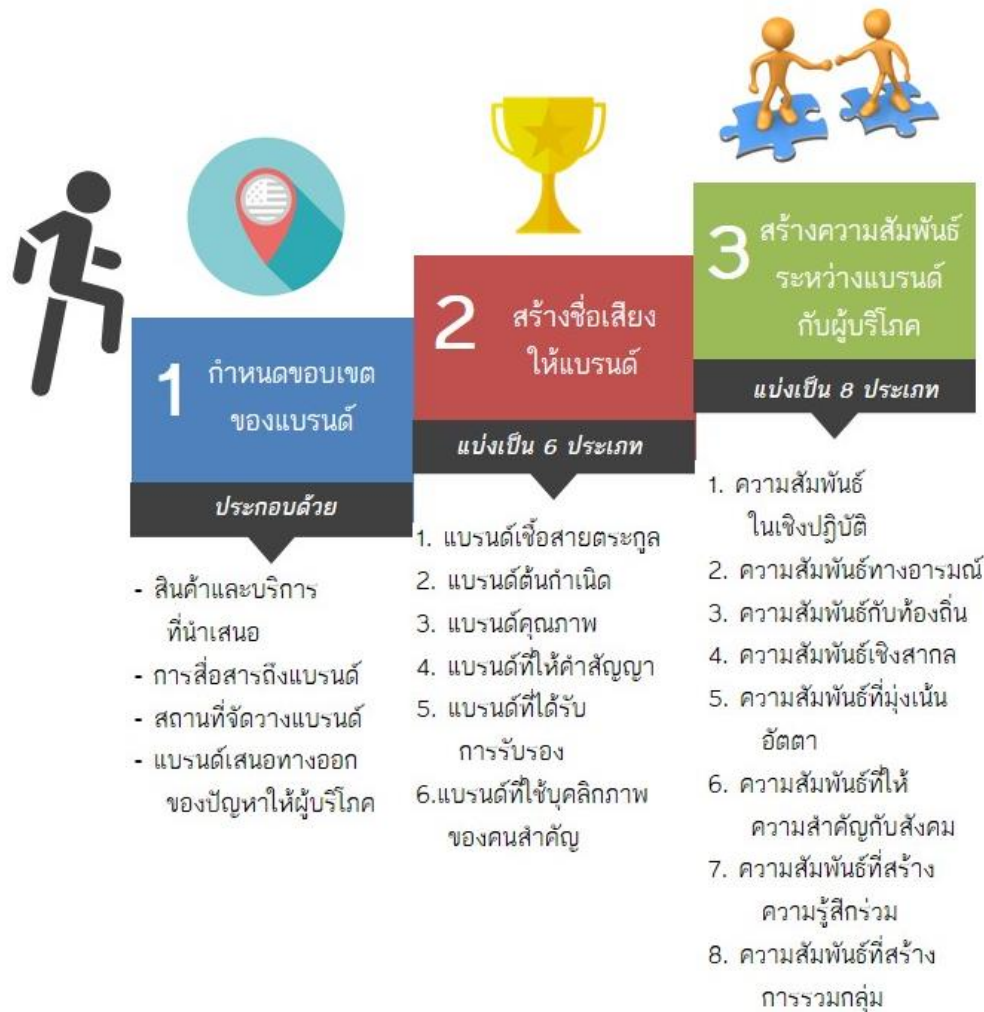 1
กำหนดขอบเขต
ของแบรนด์
ประกอบด้วย
- สินค้าและบริการ
ที่นำเสนอ
- การสื่อสารถึงแบรนด์
- สถานที่จัดวางแบรนด์
- แบรนด์เสนอทางออก
ของปัญหาให้ผู้บริโภค
2
สร้างชื่อเสียง
ให้แบรนด์
แบ่งเป็น 6 ประเภท
1. แบรนด์เชื้อสายตระกูล
2. แบรนด์ต้นกำเนิด
3. แบรนด์คุณภาพ
4. แบรนด์ที่ให้คำสัญญา
5. แบรนด์ที่ได้รับ
การรับรอง
6.แบรนด์ที่ใช้บุคลิกภาพ
ของคนสำคัญ
3
สร้างความสัมพันธ์
ระหว่างแบรนด์
กับผู้บริโภค
แบ่งเป็น 8 ประเภท
1. ความสัมพันธ์
ในเชิงปฏิบัติ
2. ความสัมพันธ์ทางอารมณ์
3. ความสัมพันธ์กับท้องถิ่น
4. ความสัมพันธ์เชิงสากล
5. ความสัมพันธ์ที่มุ่งเน้น
อัตตา
6. ความสัมพันธ์ที่ให้
ความสำคัญกับสังคม
7. ความสัมพันธ์ที่สร้าง
ความรู้สึกร่วม
8. ความสัมพันธ์ที่สร้าง
การรวมกลุ่ม